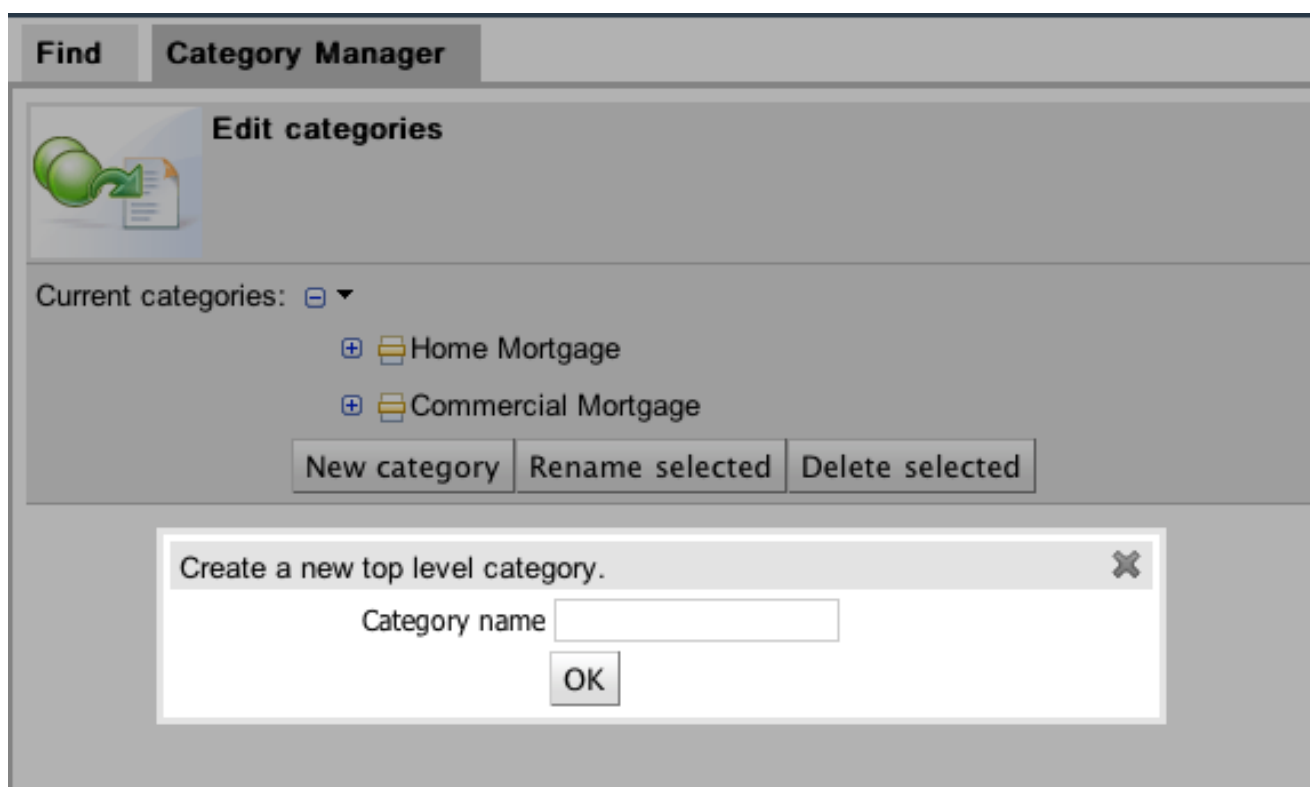 Find Category Manager
Edit categories
Current categories:
Home Mortgage
Commercial Mortgage
New category Rename selected Delete selected
Create a new top level category.
Category name
OK